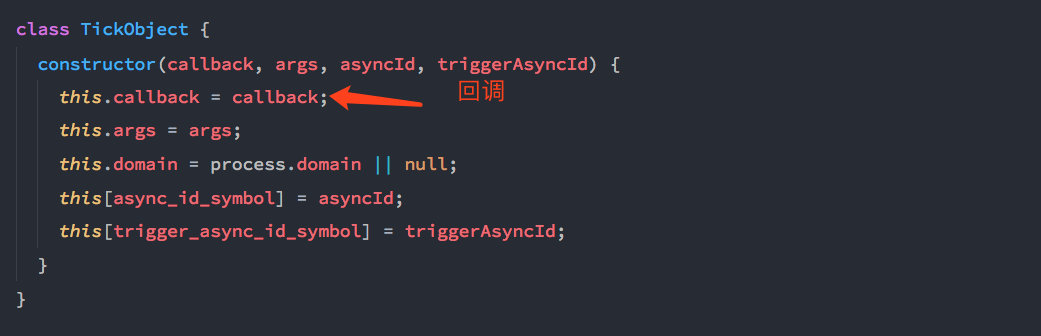 class TickObject {
constructor(callback, args, asyncId, triggerAsyncId) {
this.callback = callback;
回调
this.args = args;
this.domain = process.domain || null;
this[async_id_symbol] = asyncId;
this[trigger_async_id_symbol] = triggerAsyncId;
}
}